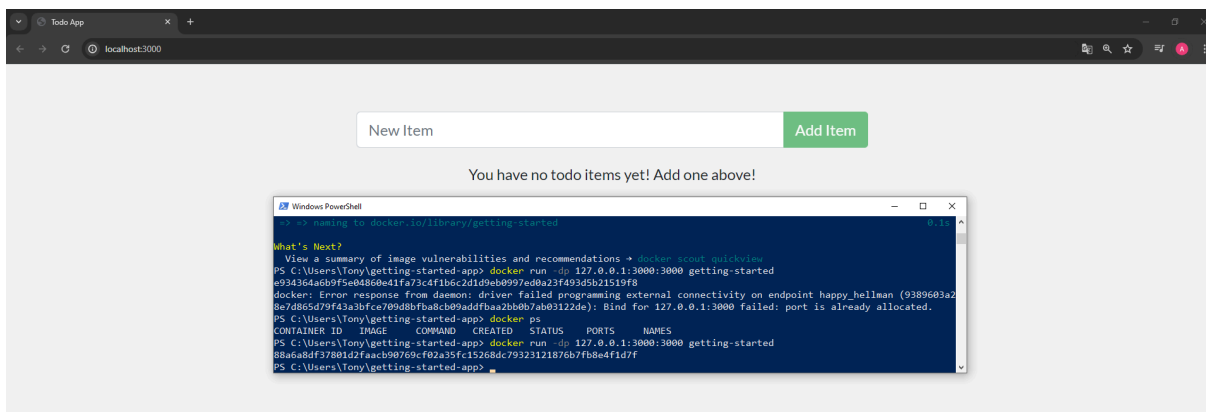 Todo App
localhost:3000
A
New Item
Add Item
You have no todo items yet! Add one above!
Windows PowerShell
=> => naming to docker.io/library/getting-started 0.1s
What's Next?
View a summary of image vulnerabilities and recommendations → docker scout quickview
PS C:\Users\Tony\getting-started-app> docker run -dp 127.0.0.1:3000:3000 getting-started
e934364a6b9f5e04860e41fa73c4f1b6c2d1d9eb0997ed0a23f493d5b21519f8
docker: Error response from daemon: driver failed programming external connectivity on endpoint happy_hellman (9389603a2
8e7d865d79f43a3bfce709d8bfba8cb09addfbaa2bb0b7ab03122de): Bind for 127.0.0.1:3000 failed: port is already allocated.
PS C:\Users\Tony\getting-started-app> docker ps
CONTAINER ID IMAGE COMMAND CREATED STATUS PORTS NAMES
PS C:\Users\Tony\getting-started-app> docker run -dp 127.0.0.1:3000:3000 getting-started
88a6a8df37801d2faacb90769cf02a35fc15268dc79323121876b7fb8e4f1d7f
PS C:\Users\Tony\getting-started-app>